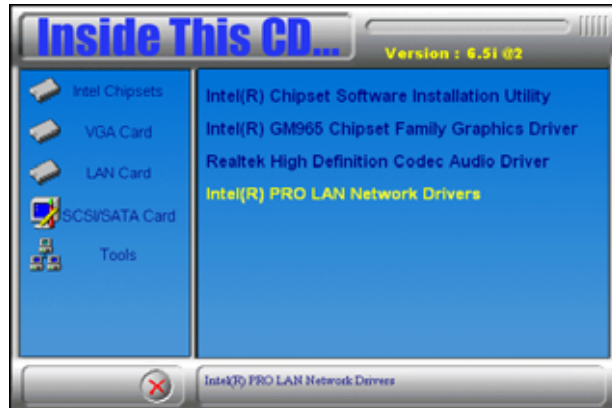 Inside This CD...
Version : 6.5i @2
Intel Chipsets
VGA Card
LAN Card
SCSI/SATA Card
Tools
Intel(R) Chipset Software Installation Utility
Intel(R) GM965 Chipset Family Graphics Driver
Realtek High Definition Codec Audio Driver
Intel(R) PRO LAN Network Drivers
Intel(R) PRO LAN Network Drivers